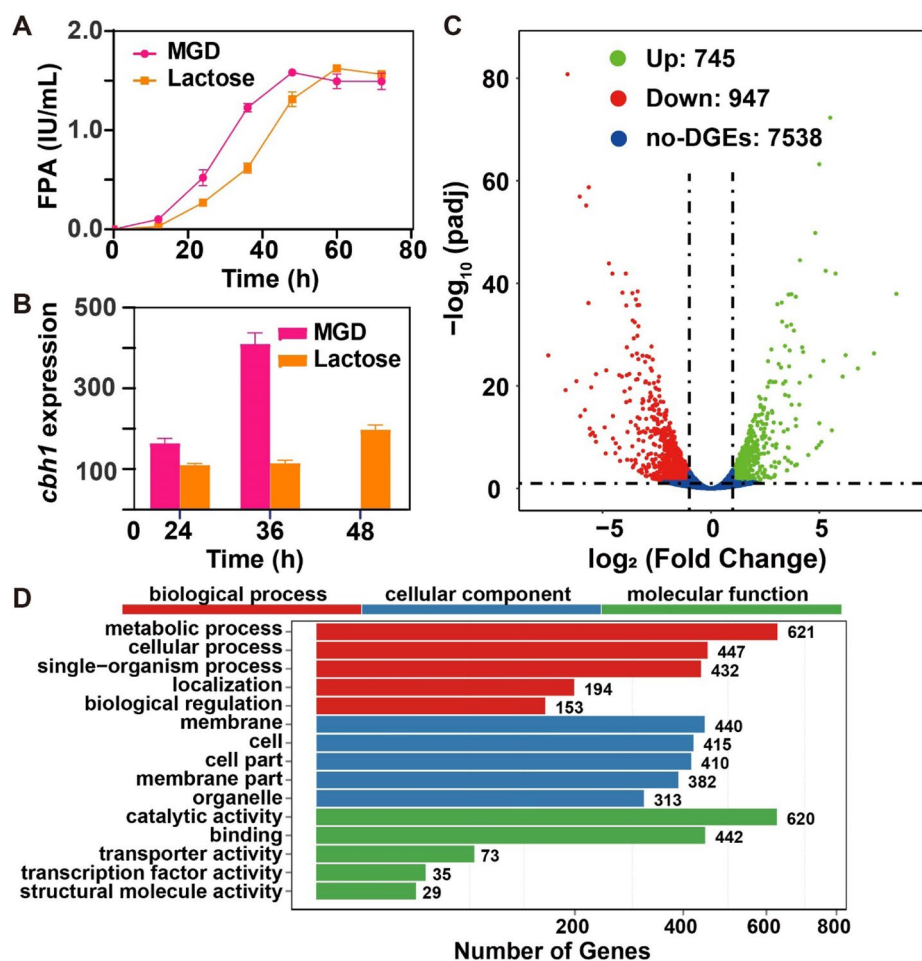 A
2.0
1.0
0.0
FPA (IU/mL)
MGD
Lactose
0
20
40
60
80
Time (h)
B
500
300
100
cbh1 expression
MGD
Lactose
0
24
36
48
Time (h)
C
Up: 745
Down: 947
no-DGEs: 7538
80
60
40
20
0
−log10 (padj)
−5
0
5
log₂ (Fold Change)
D
biological process
cellular component
molecular function
metabolic process 621
cellular process 447
single−organism process 432
localization 194
biological regulation 153
membrane 440
cell 415
cell part 410
membrane part 382
organelle 313
catalytic activity 620
binding 442
transporter activity 73
transcription factor activity 35
structural molecule activity 29
200
400
600
800
Number of Genes